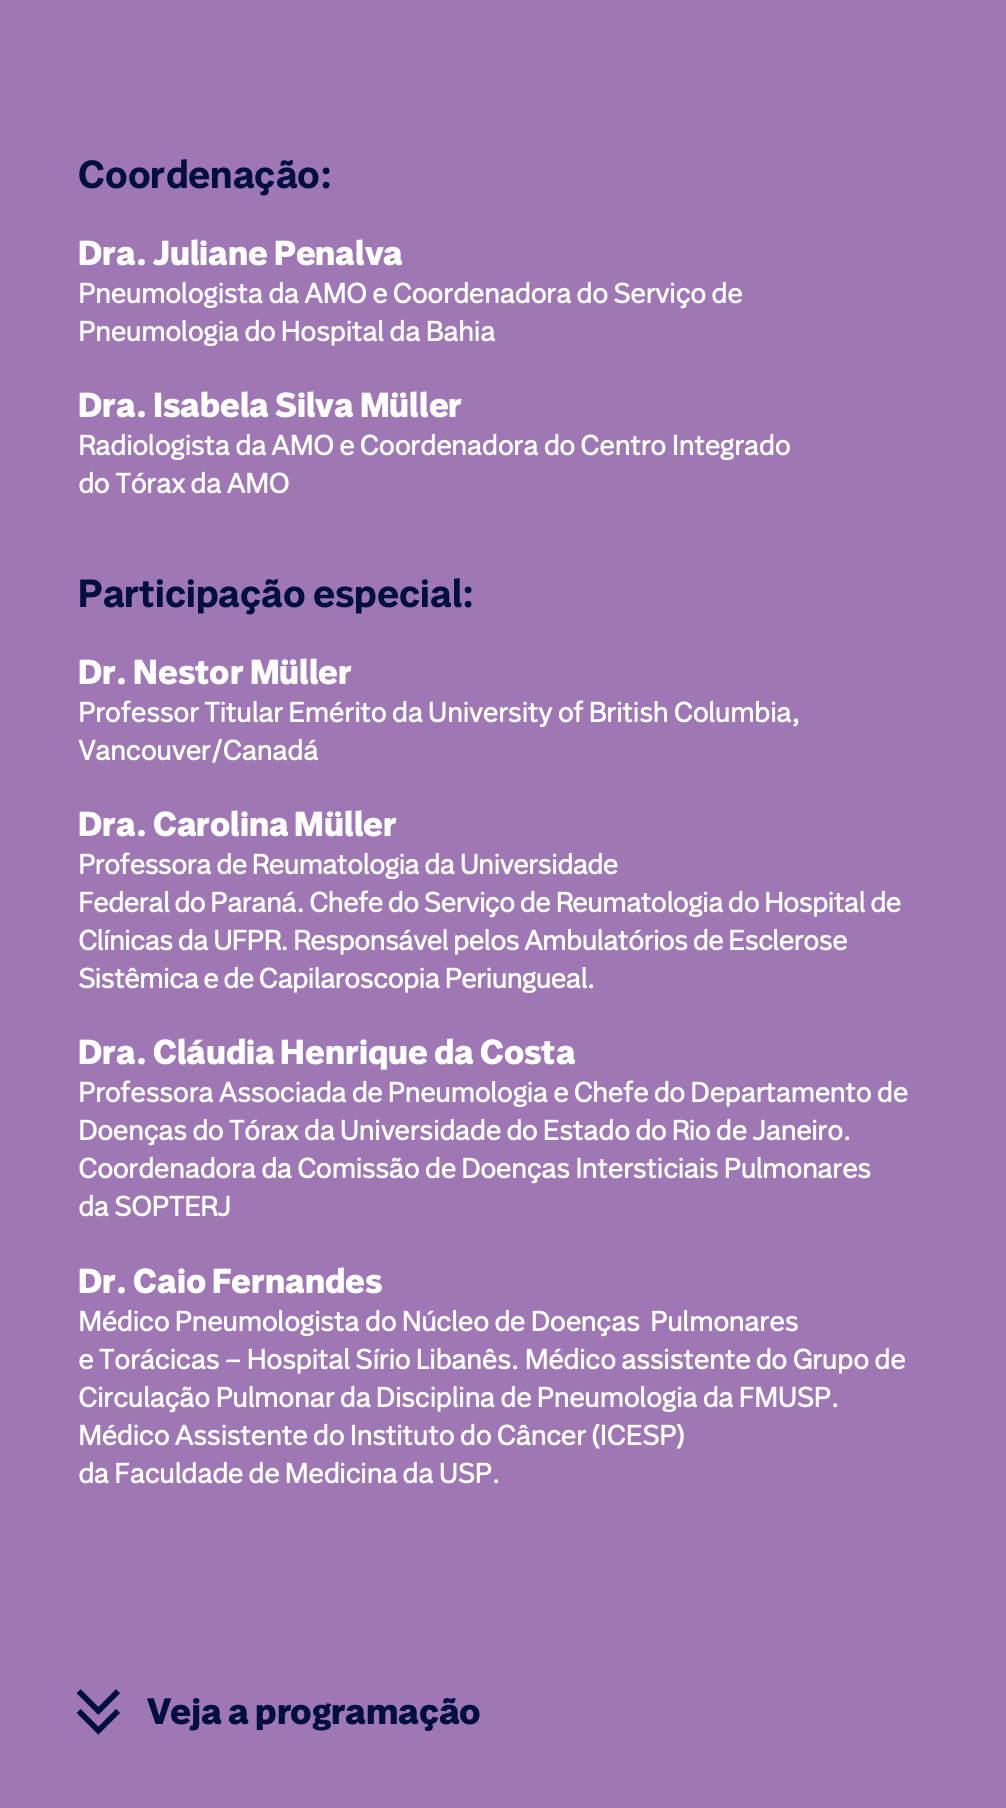 Coordenação:
Dra. Juliane Penalva
Pneumologista da AMO e Coordenadora do Serviço de
Pneumologia do Hospital da Bahia
Dra. Isabela Silva Müller
Radiologista da AMO e Coordenadora do Centro Integrado
do Tórax da AMO
Participação especial:
Dr. Nestor Müller
Professor Titular Emérito da University of British Columbia,
Vancouver/Canadá
Dra. Carolina Müller
Professora de Reumatologia da Universidade
Federal do Paraná. Chefe do Serviço de Reumatologia do Hospital de
Clínicas da UFPR. Responsável pelos Ambulatórios de Esclerose
Sistêmica e de Capilaroscopia Periungueal.
Dra. Cláudia Henrique da Costa
Professora Associada de Pneumologia e Chefe do Departamento de
Doenças do Tórax da Universidade do Estado do Rio de Janeiro.
Coordenadora da Comissão de Doenças Intersticiais Pulmonares
da SOPTERJ
Dr. Caio Fernandes
Médico Pneumologista do Núcleo de Doenças  Pulmonares
e Torácicas – Hospital Sírio Libanês. Médico assistente do Grupo de
Circulação Pulmonar da Disciplina de Pneumologia da FMUSP.
Médico Assistente do Instituto do Câncer (ICESP)
da Faculdade de Medicina da USP.
Veja a programação